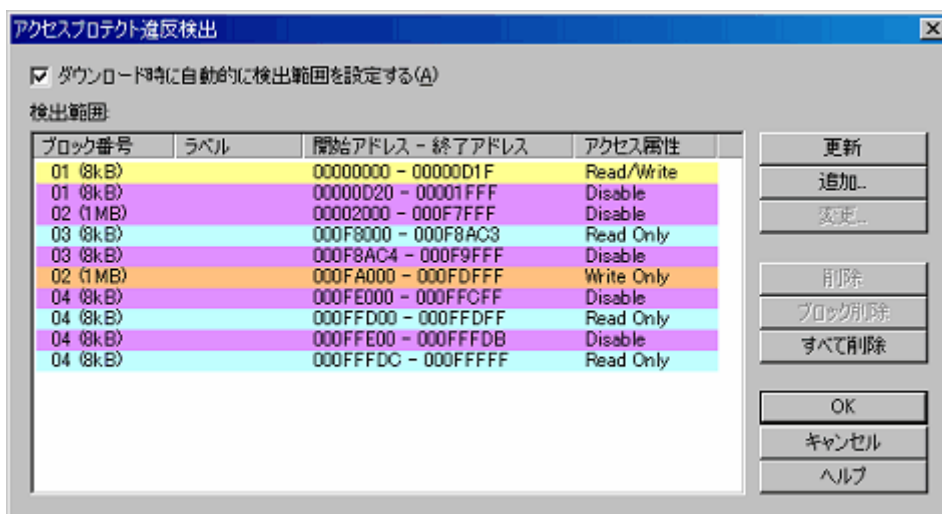 アクセスプロテクト違反検出
ダウンロード時に自動的に検出範囲を設定する(A)
検出範囲:
ブロック番号 ラベル 開始アドレス - 終了アドレス アクセス属性
01 (8kB) 00000000 - 00000D1F Read/Write
01 (8kB) 00000D20 - 00001FFF Disable
02 (1MB) 00002000 - 000F7FFF Disable
03 (8kB) 000F8000 - 000F8AC3 Read Only
03 (8kB) 000F8AC4 - 000F9FFF Disable
02 (1MB) 000FA000 - 000FDFFF Write Only
04 (8kB) 000FE000 - 000FFCFF Disable
04 (8kB) 000FFD00 - 000FFDFF Read Only
04 (8kB) 000FFE00 - 000FFFDB Disable
04 (8kB) 000FFFDC - 000FFFFF Read Only
更新
追加...
変更...
削除
ブロック削除
すべて削除
OK
キャンセル
ヘルプ